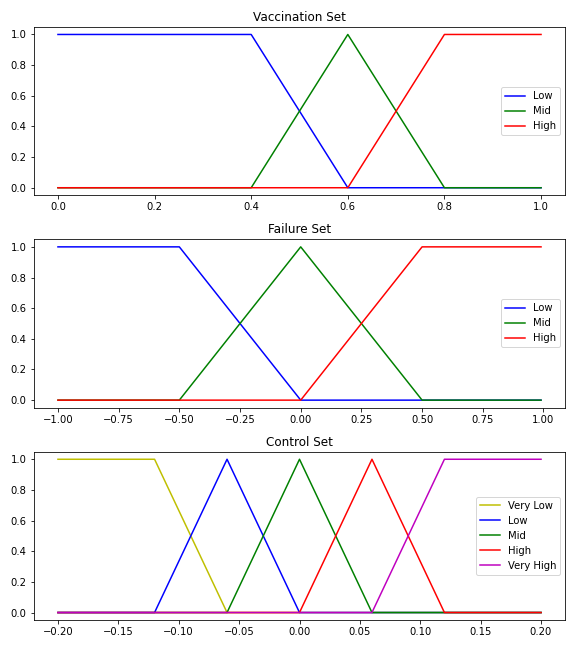 Vaccination Set
1.0
0.8
0.6
0.4
0.2
0.0
Low
Mid
High
0.0 0.2 0.4 0.6 0.8 1.0
Failure Set
1.0
0.8
0.6
0.4
0.2
0.0
Low
Mid
High
−1.00 −0.75 −0.50 −0.25 0.00 0.25 0.50 0.75 1.00
Control Set
1.0
0.8
0.6
0.4
0.2
0.0
Very Low
Low
Mid
High
Very High
−0.20 −0.15 −0.10 −0.05 0.00 0.05 0.10 0.15 0.20